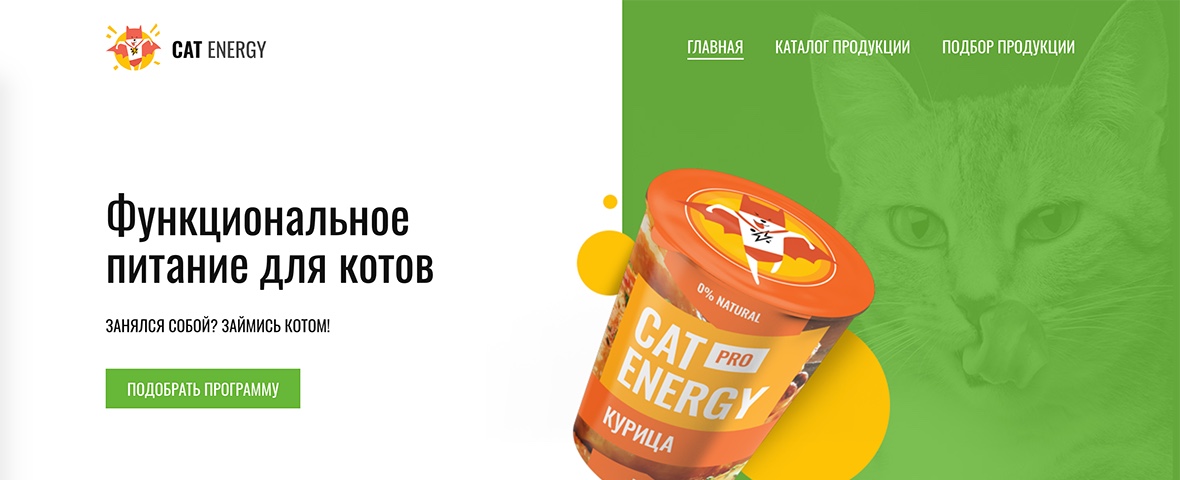 CAT ENERGY
ГЛАВНАЯ
КАТАЛОГ ПРОДУКЦИИ
ПОДБОР ПРОДУКЦИИ
Функциональное
питание для котов
ЗАНЯЛСЯ СОБОЙ? ЗАЙМИСЬ КОТОМ!
ПОДОБРАТЬ ПРОГРАММУ
0% NATURAL
CAT PRO
ENERGY
КУРИЦА